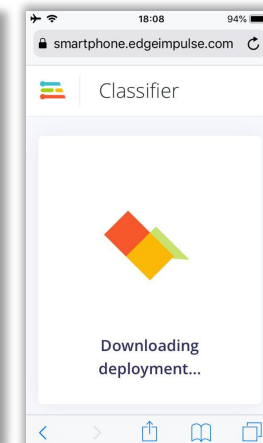 18:08
94%
smartphone.edgeimpulse.com
Classifier
Downloading
deployment...